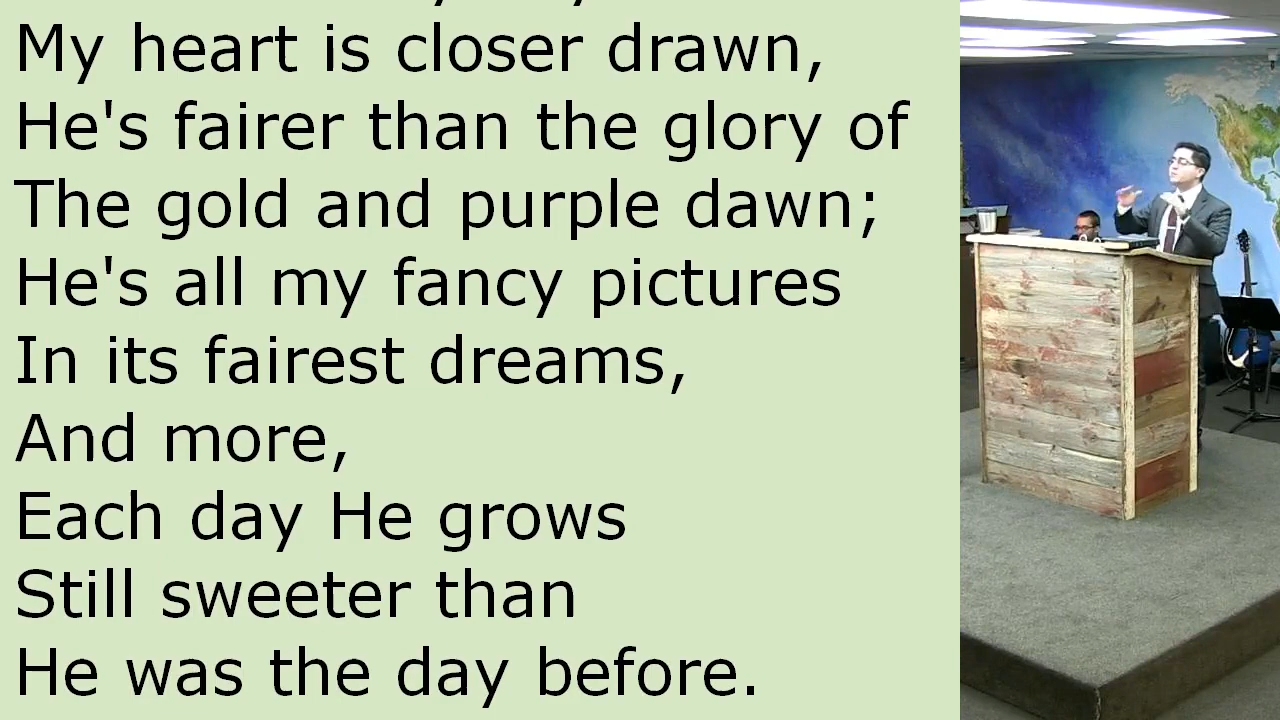 My heart is closer drawn,
He's fairer than the glory of
The gold and purple dawn;
He's all my fancy pictures
In its fairest dreams,
And more,
Each day He grows
Still sweeter than
He was the day before.